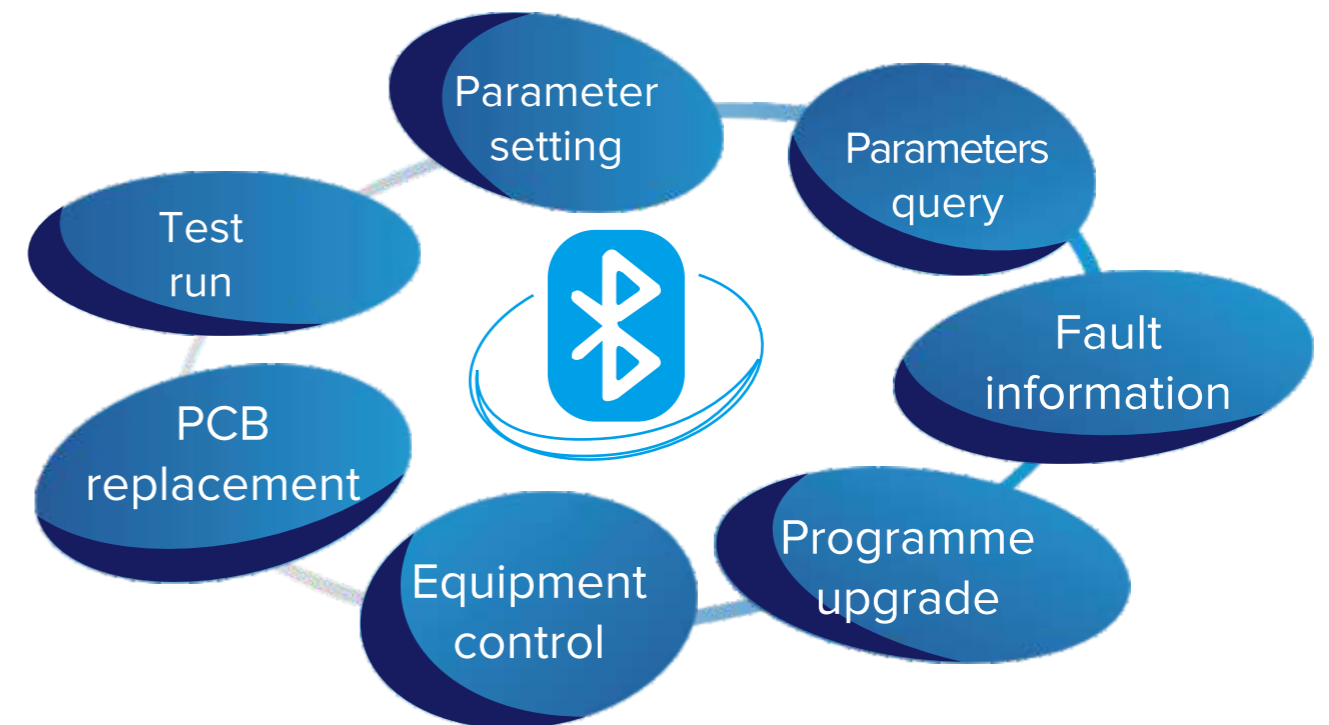 Parameter
setting
Parameters
query
Test
run
Fault
information
PCB
replacement
Programme
upgrade
Equipment
control